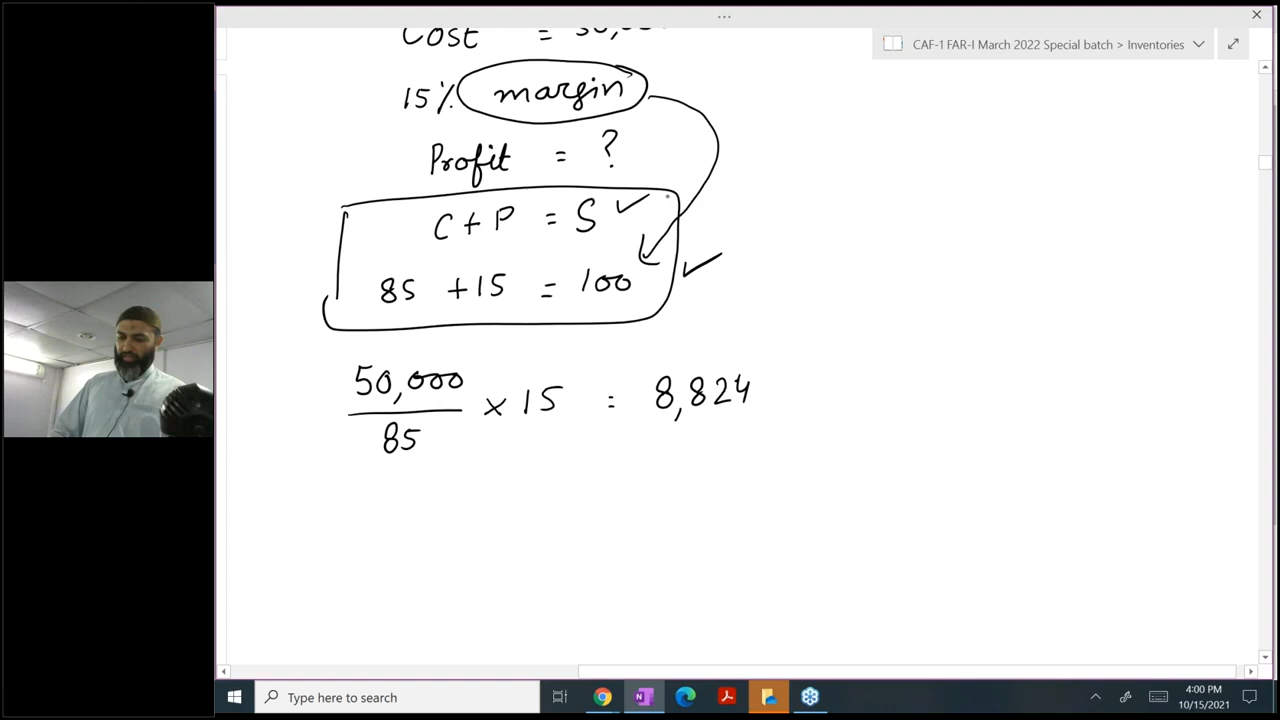 Cost =
CAF-1 FAR-I March 2022 Special batch > Inventories
15% margin
Profit = ?
C + P = S ✓
85 + 15 = 100 ✓
50,000
85
× 15 = 8,824
Type here to search
4:00 PM
10/15/2021